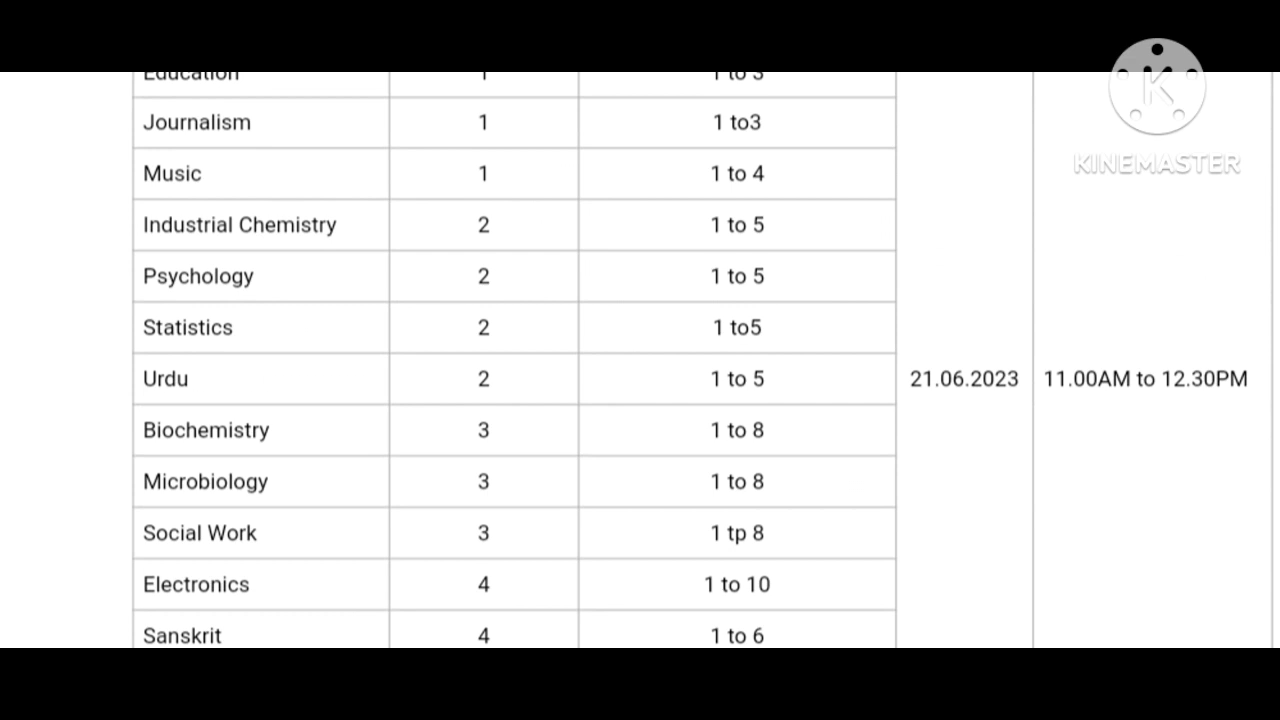 Education 1 1 to 3
Journalism 1 1 to3
Music 1 1 to 4
Industrial Chemistry 2 1 to 5
Psychology 2 1 to 5
Statistics 2 1 to5
Urdu 2 1 to 5 21.06.2023 11.00AM to 12.30PM
Biochemistry 3 1 to 8
Microbiology 3 1 to 8
Social Work 3 1 tp 8
Electronics 4 1 to 10
Sanskrit 4 1 to 6
K
KINEMASTER